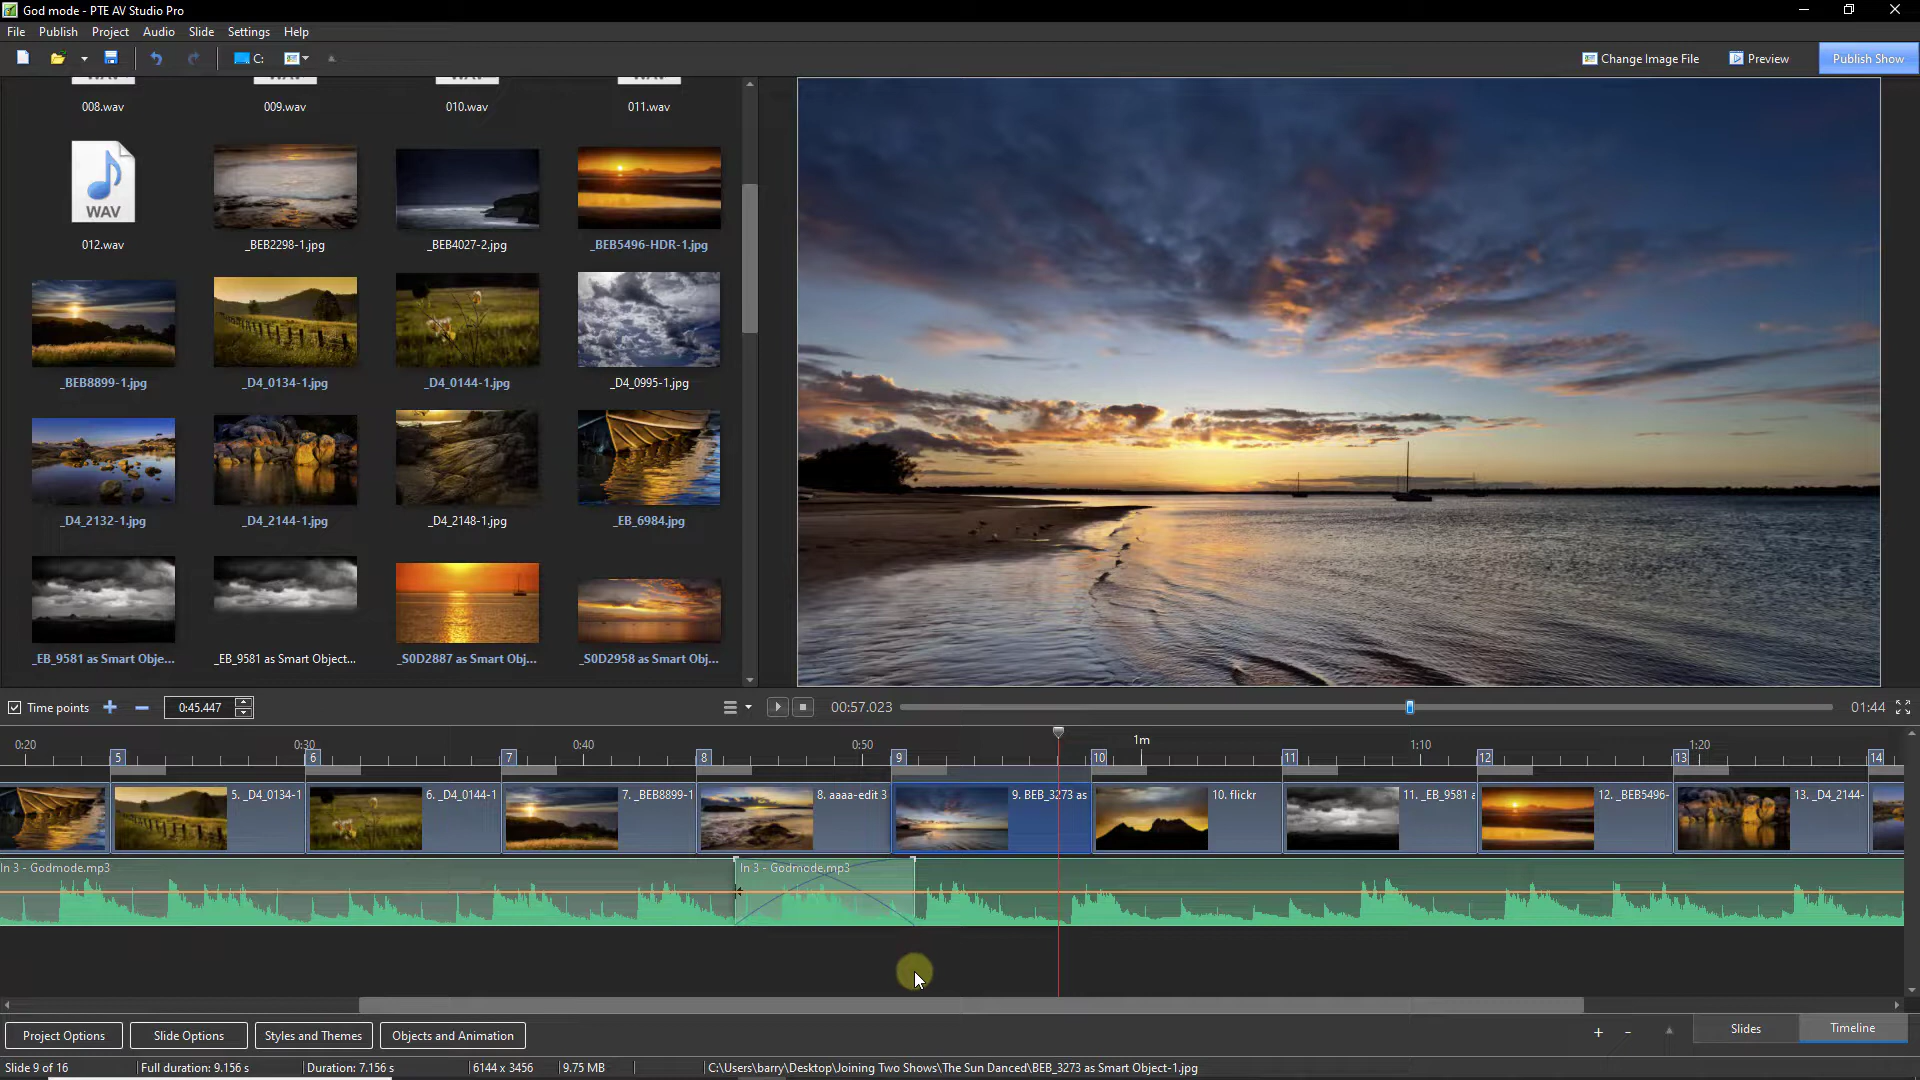 God mode - PTE AV Studio Pro
File Publish Project Audio Slide Settings Help
C: Change Image File Preview Publish Show
WAV WAV WAV WAV
008.wav 009.wav 010.wav 011.wav
WAV
012.wav _BEB2298-1.jpg _BEB4027-2.jpg _BEB5496-HDR-1.jpg
_BEB8899-1.jpg _D4_0134-1.jpg _D4_0144-1.jpg _D4_0995-1.jpg
_D4_2132-1.jpg _D4_2144-1.jpg _D4_2148-1.jpg _EB_6984.jpg
_EB_9581 as Smart Obje... _EB_9581 as Smart Object... _S0D2887 as Smart Obj... _S0D2958 as Smart Obj...
Time points 0:45.447 00:57.023 01:44
0:20 0:30 0:40 0:50 1m 1:10 1:20
5 6 7 8 9 10 11 12 13 14
5. _D4_0134-1 6. _D4_0144-1 7. _BEB8899-1 8. aaaa-edit 3 9. BEB_3273 as 10. flickr 11. _EB_9581 a 12. _BEB5496- 13. _D4_2144-
In 3 - Godmode.mp3 In 3 - Godmode.mp3
Project Options Slide Options Styles and Themes Objects and Animation + - Slides Timeline
Slide 9 of 16 Full duration: 9.156 s Duration: 7.156 s 6144 x 3456 9.75 MB C:\Users\barry\Desktop\Joining Two Shows\The Sun Danced\BEB_3273 as Smart Object-1.jpg